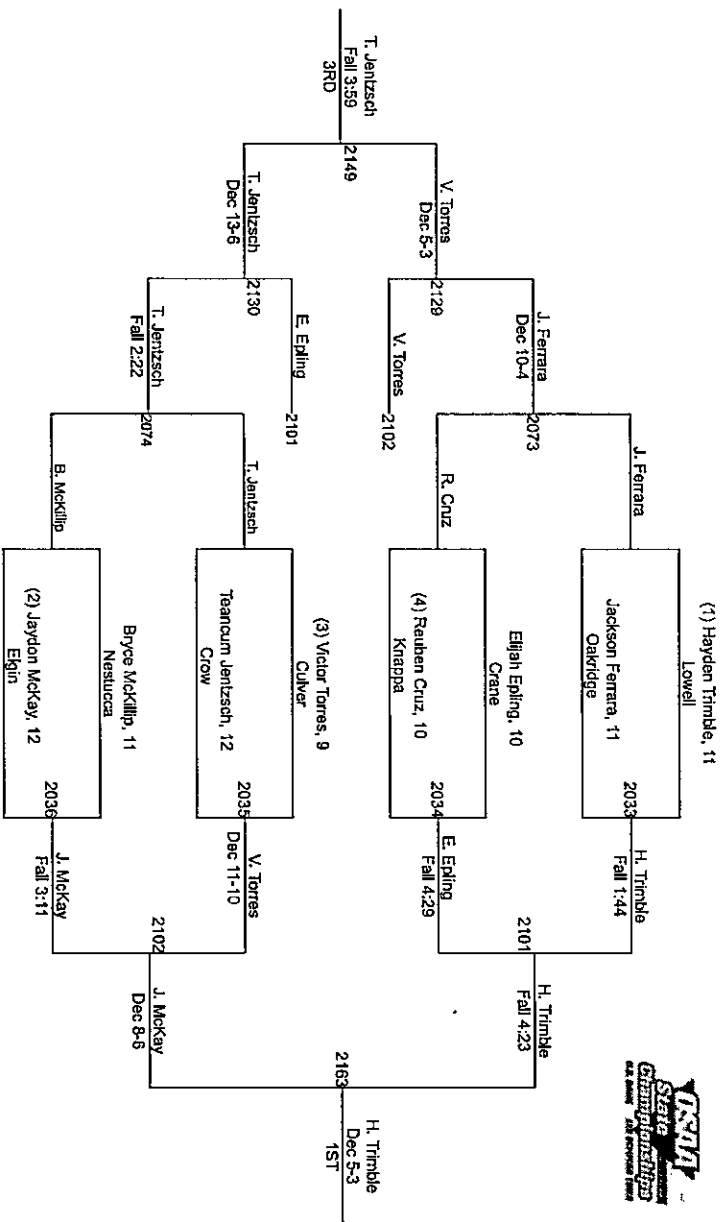 OSAA
State
Championships
(1) Hayden Trimble, 11
Lowell
Jackson Ferrara, 11
Oakridge
2033
H. Trimble
Fall 1:44
Elijah Epling, 10
Crane
(4) Reuben Cruz, 10
Knappa
2034
E. Epling
Fall 4:29
(3) Victor Torres, 9
Culver
Teancum Jentzsch, 12
Crow
2035
V. Torres
Dec 11-10
Bryce McKillip, 11
Nestucca
(2) Jaydon McKay, 12
Elgin
2036
J. McKay
Fall 3:11
2101
H. Trimble
Fall 4:23
2102
J. McKay
Dec 8-6
2163
H. Trimble
Dec 5-3
1ST
J. Ferrara
R. Cruz
2073
J. Ferrara
Dec 10-4
T. Jentzsch
B. McKillip
2074
T. Jentzsch
Fall 2:22
V. Torres
2102
2129
V. Torres
Dec 5-3
E. Epling
2101
2130
T. Jentzsch
Dec 13-6
2149
T. Jentzsch
Fall 3:59
3RD